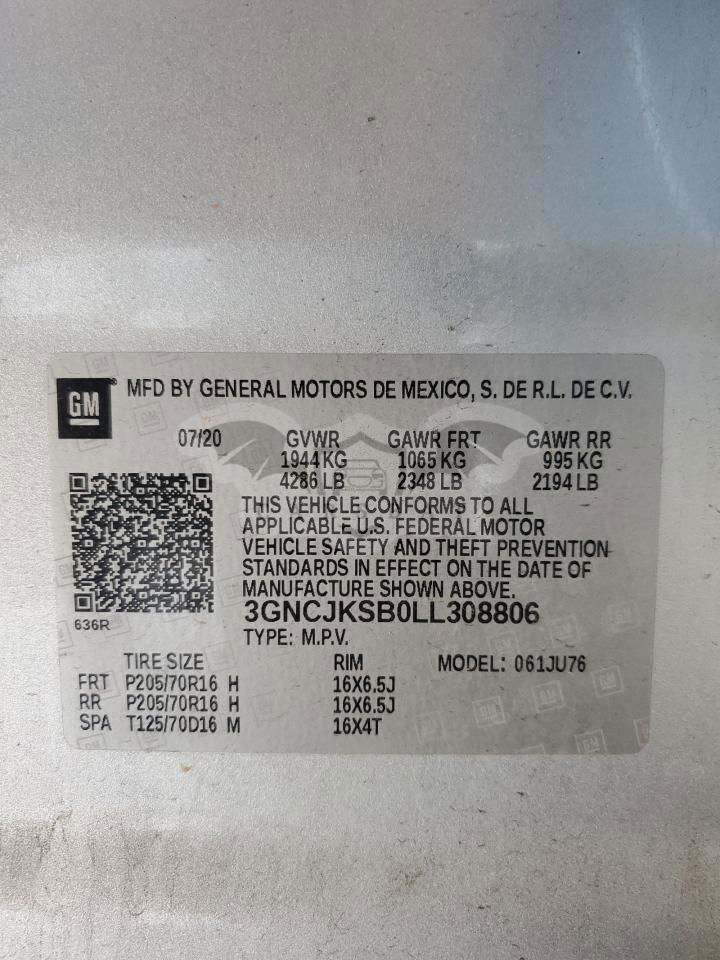 GM® MFD BY GENERAL MOTORS DE MEXICO, S. DE R.L. DE C.V.
07/20 GVWR GAWR FRT GAWR RR
1944 KG 1065 KG 995 KG
4286 LB 2348 LB 2194 LB
THIS VEHICLE CONFORMS TO ALL
APPLICABLE U.S. FEDERAL MOTOR
VEHICLE SAFETY AND THEFT PREVENTION
STANDARDS IN EFFECT ON THE DATE OF
MANUFACTURE SHOWN ABOVE.
3GNCJKSB0LL308806
636R
TYPE: M.P.V.
TIRE SIZE RIM MODEL: 061JU76
FRT P205/70R16 H 16X6.5J
RR P205/70R16 H 16X6.5J
SPA T125/70D16 M 16X4T